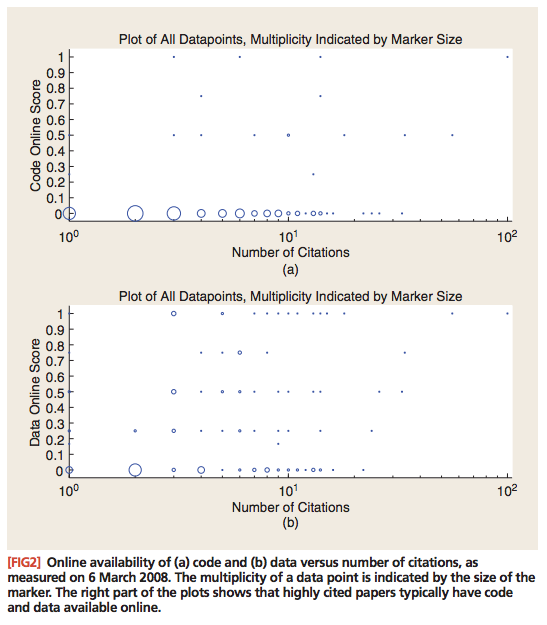 Plot of All Datapoints, Multiplicity Indicated by Marker Size
1
0.9
0.8
0.7
0.6
0.5
0.4
0.3
0.2
0.1
0
Code Online Score
10⁰ 10¹ 10²
Number of Citations
(a)
Plot of All Datapoints, Multiplicity Indicated by Marker Size
1
0.9
0.8
0.7
0.6
0.5
0.4
0.3
0.2
0.1
0
Data Online Score
10⁰ 10¹ 10²
Number of Citations
(b)
[FIG2] Online availability of (a) code and (b) data versus number of citations, as
measured on 6 March 2008. The multiplicity of a data point is indicated by the size of the
marker. The right part of the plots shows that highly cited papers typically have code
and data available online.